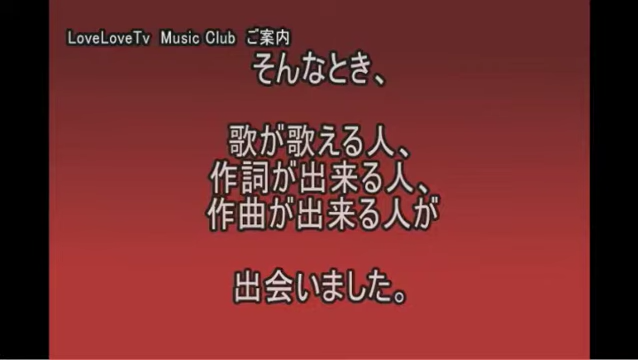 LoveLoveTv Music Club ご案内
そんなとき、
歌が歌える人、
作詞が出来る人、
作曲が出来る人が
出会いました。